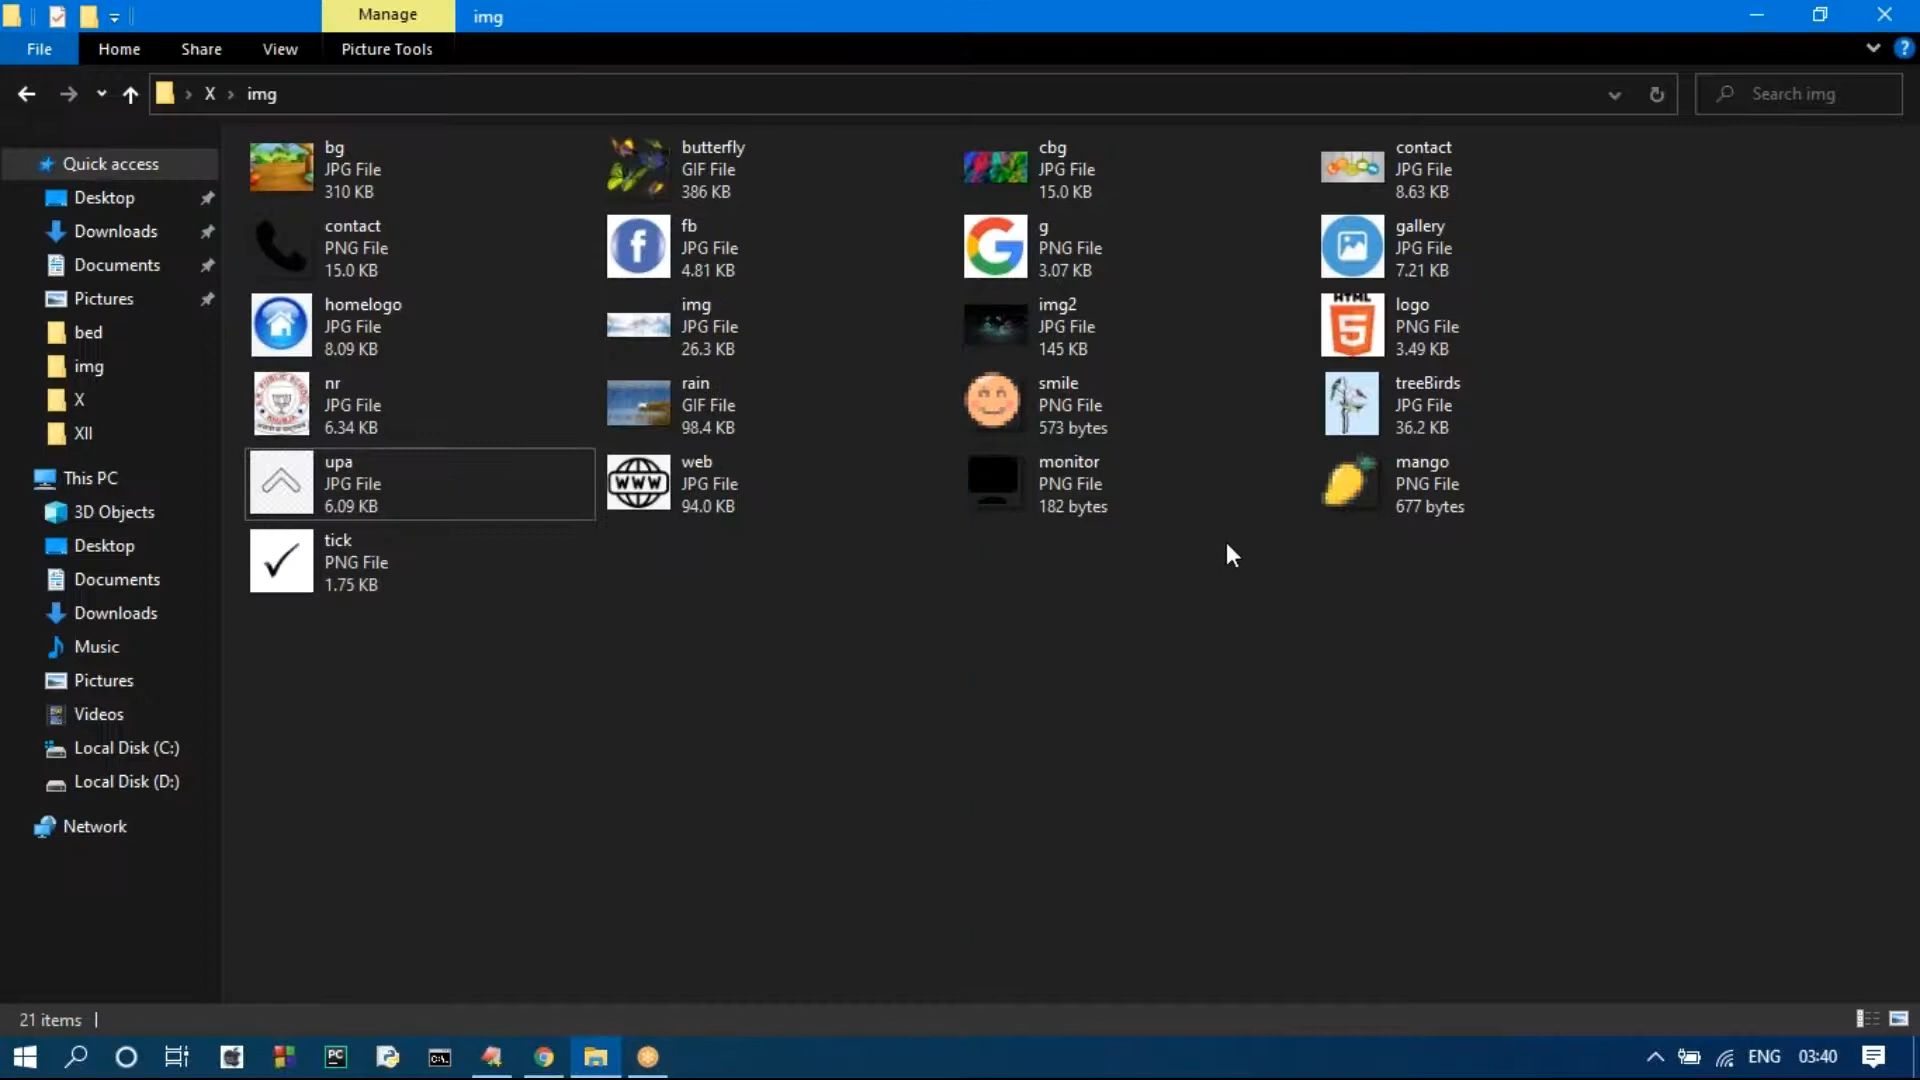 Manage
img
File
Home
Share
View
Picture Tools
X
img
Search img
Quick access
Desktop
Downloads
Documents
Pictures
bed
img
X
XII
This PC
3D Objects
Desktop
Documents
Downloads
Music
Pictures
Videos
Local Disk (C:)
Local Disk (D:)
Network
bg
JPG File
310 KB
butterfly
GIF File
386 KB
cbg
JPG File
15.0 KB
contact
JPG File
8.63 KB
contact
PNG File
15.0 KB
fb
JPG File
4.81 KB
g
PNG File
3.07 KB
gallery
JPG File
7.21 KB
homelogo
JPG File
8.09 KB
img
JPG File
26.3 KB
img2
JPG File
145 KB
HTML
5
logo
PNG File
3.49 KB
nr
JPG File
6.34 KB
rain
GIF File
98.4 KB
smile
PNG File
573 bytes
treeBirds
JPG File
36.2 KB
upa
JPG File
6.09 KB
WWW
web
JPG File
94.0 KB
monitor
PNG File
182 bytes
mango
PNG File
677 bytes
tick
PNG File
1.75 KB
21 items
PC
C:\
ENG
03:40